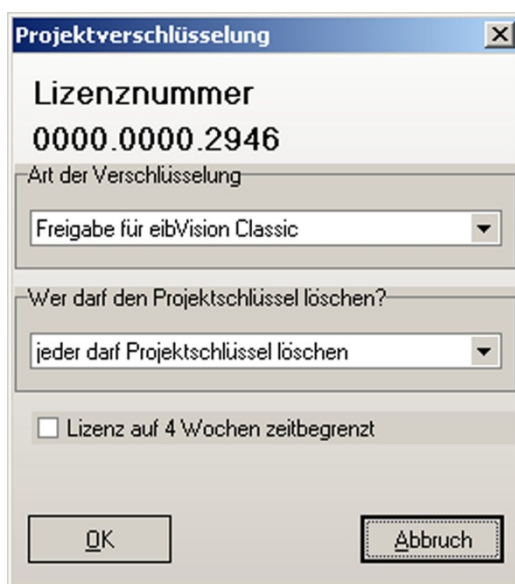 Projektverschlüsselung
Lizenznummer
0000.0000.2946
Art der Verschlüsselung
Freigabe für eibVision Classic
Wer darf den Projektschlüssel löschen?
jeder darf Projektschlüssel löschen
Lizenz auf 4 Wochen zeitbegrenzt
OK Abbruch